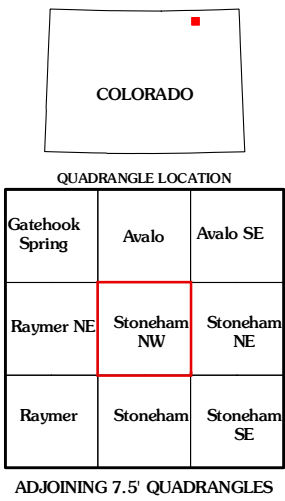 COLORADO
QUADRANGLE LOCATION
Gatehook
Spring
Avalo
Avalo SE
Raymer NE
Stoneham
NW
Stoneham
NE
Raymer
Stoneham
Stoneham
SE
ADJOINING 7.5' QUADRANGLES